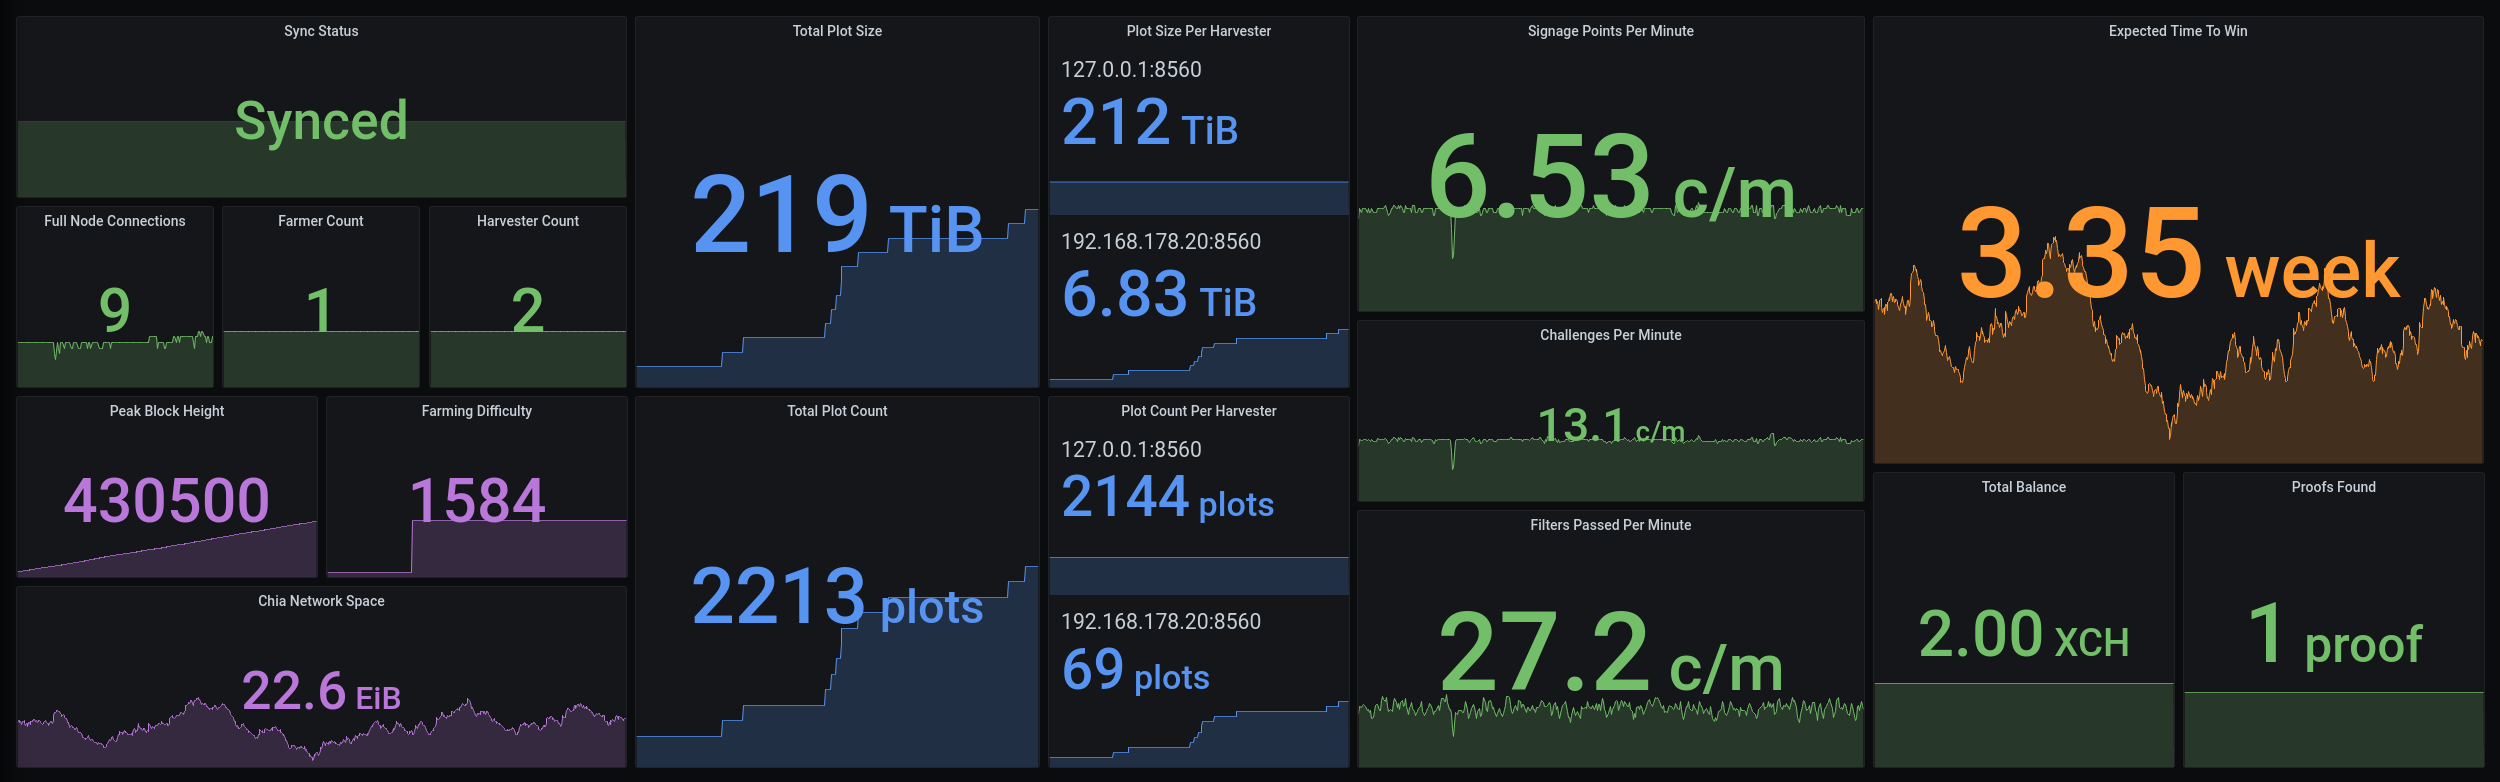 Sync Status
Synced
Full Node Connections
9
Farmer Count
1
Harvester Count
2
Peak Block Height
430500
Farming Difficulty
1584
Chia Network Space
22.6 EiB
Total Plot Size
219 TiB
Total Plot Count
2213 plots
Plot Size Per Harvester
127.0.0.1:8560
212 TiB
192.168.178.20:8560
6.83 TiB
Plot Count Per Harvester
127.0.0.1:8560
2144 plots
192.168.178.20:8560
69 plots
Signage Points Per Minute
6.53 c/m
Challenges Per Minute
13.1 c/m
Filters Passed Per Minute
27.2 c/m
Expected Time To Win
3.35 week
Total Balance
2.00 XCH
Proofs Found
1 proof